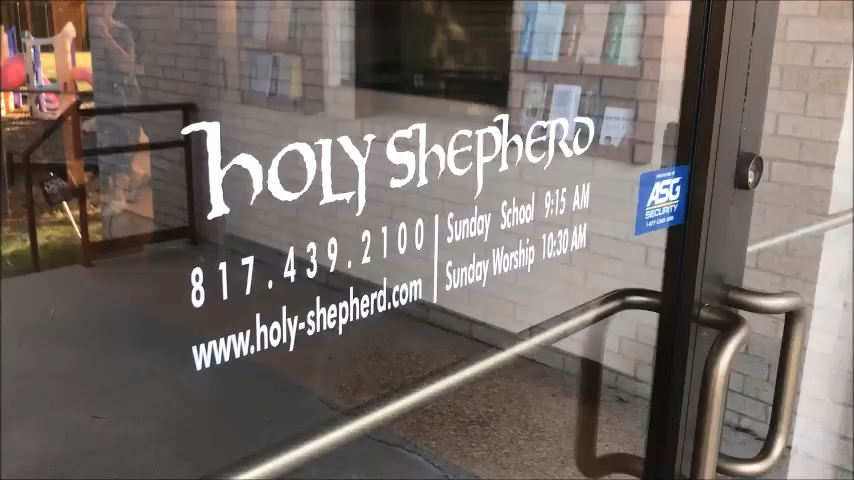 holy Shepherd
817.439.2100
www.holy-shepherd.com
Sunday School 9:15 AM
Sunday Worship 10:30 AM
ASG
SECURITY